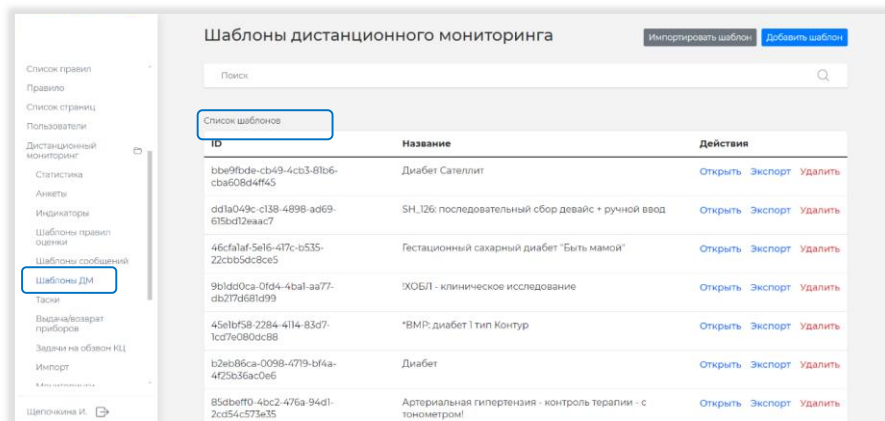 Шаблоны дистанционного мониторинга
Импортировать шаблон
Добавить шаблон
Список правил
Правило
Список страниц
Пользователи
Дистанционный
мониторинг
Статистика
Анкеты
Индикаторы
Шаблоны правил
оценки
Шаблоны сообщений
Шаблоны ДМ
Таски
Выдача/возврат
приборов
Задачи на обзвон КЦ
Импорт
Мониторинги
Щепочкина И.
Поиск
Список шаблонов
ID Название Действия
bbe9fbde-cb49-4cb3-81b6-
cba608d4ff45
Диабет Сателлит
Открыть Экспорт Удалить
dd1a049c-c138-4898-ad69-
615bd12eaac7
SH_126: последовательный сбор девайс + ручной ввод
Открыть Экспорт Удалить
46cfa1af-5e16-417c-b535-
22cbb5dc8ce5
Гестационный сахарный диабет "Быть мамой"
Открыть Экспорт Удалить
9b1dd0ca-0fd4-4ba1-aa77-
db217d681d99
!ХОБЛ - клиническое исследование
Открыть Экспорт Удалить
45e1bf58-2284-4114-83d7-
1cd7e080dc88
*ВМР: диабет 1 тип Контур
Открыть Экспорт Удалить
b2eb86ca-0098-4719-bf4a-
4f25b36ac0e6
Диабет
Открыть Экспорт Удалить
85dbeff0-4bc2-476a-94d1-
2cd54c573e35
Артериальная гипертензия - контроль терапии - с
тонометром!
Открыть Экспорт Удалить